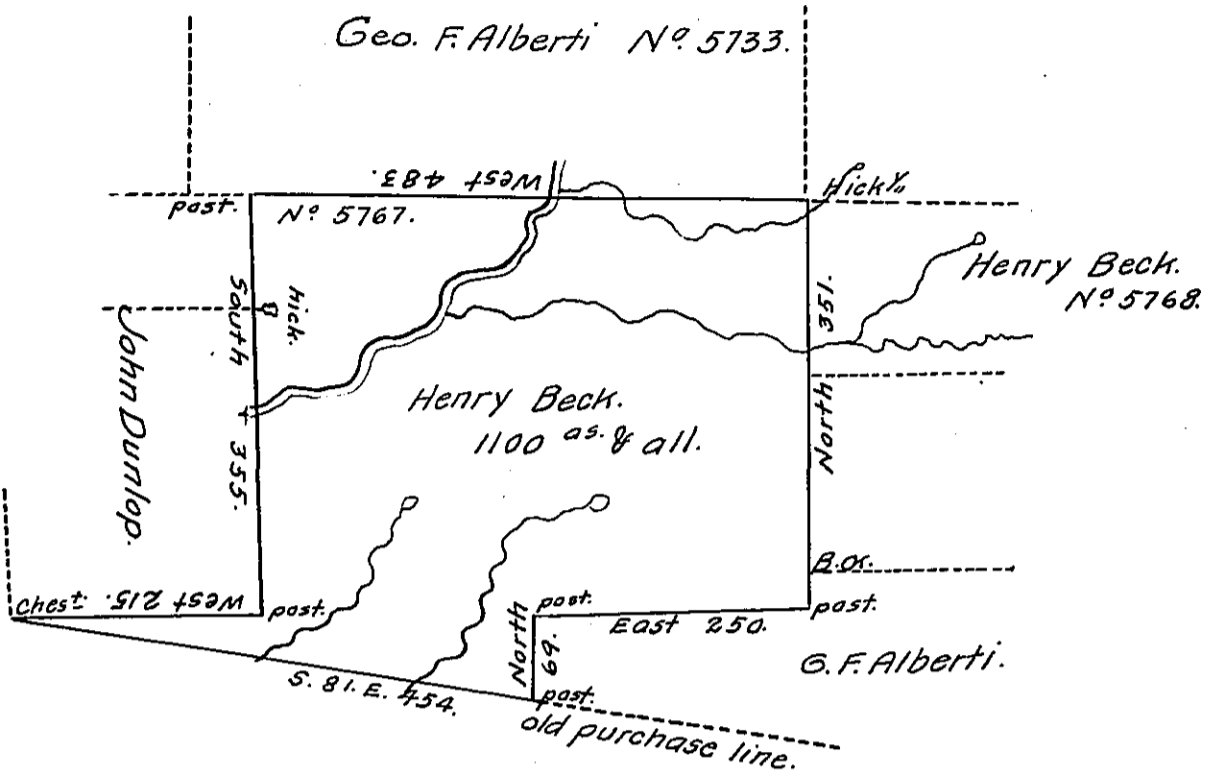 Geo. F. Alberti Nº 5733.
West 483.
Hick'y
post.
Nº 5767.
Henry Beck.
Nº 5768.
South 355.
hick.
351.
North
John Dunlop.
Henry Beck.
1100 as. & all.
B.O.
Chest.
West 215.
post.
post.
East 250.
post.
North 69.
G. F. Alberti.
S. 81. E. 454.
post.
old purchase line.